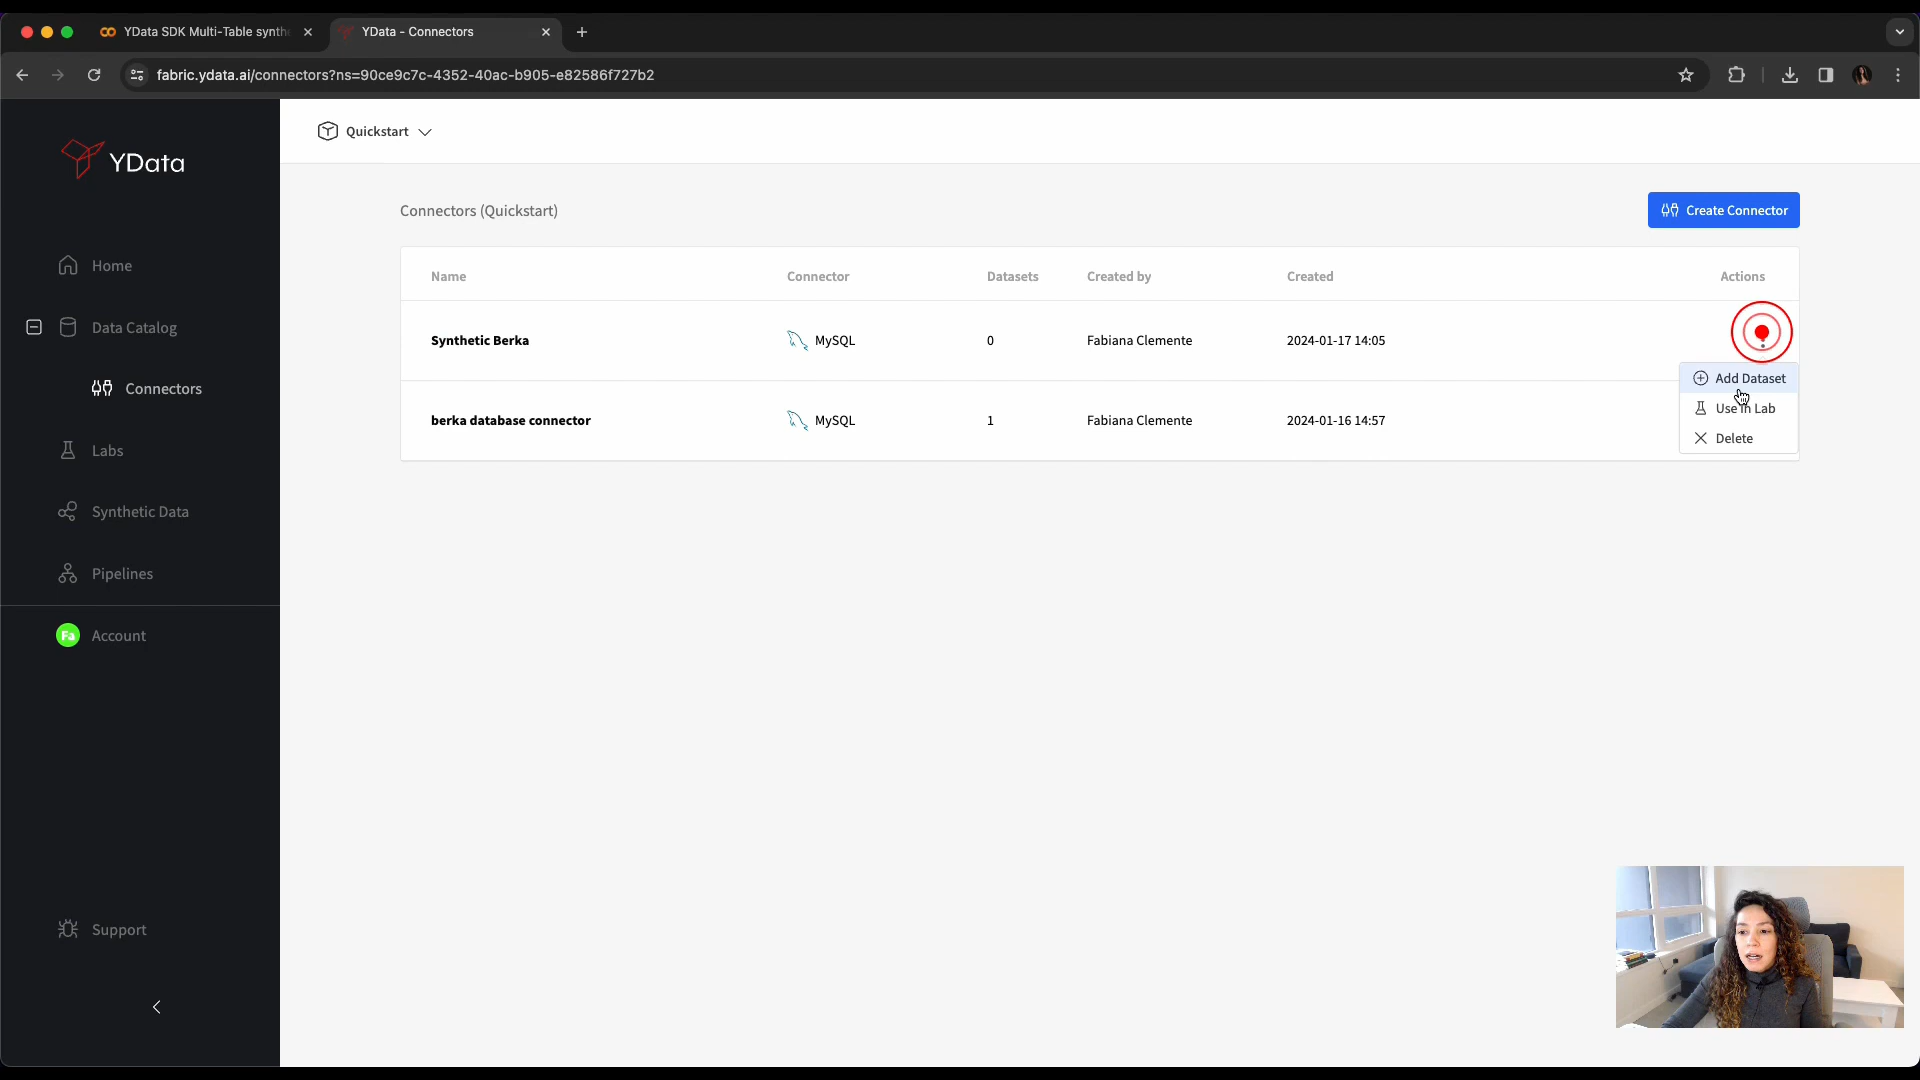 YData SDK Multi-Table synth
YData - Connectors
fabric.ydata.ai/connectors?ns=90ce9c7c-4352-40ac-b905-e82586f727b2
YData
Home
Data Catalog
Connectors
Labs
Synthetic Data
Pipelines
Fa Account
Support
Quickstart
Connectors (Quickstart)
Create Connector
Name Connector Datasets Created by Created Actions
Synthetic Berka MySQL 0 Fabiana Clemente 2024-01-17 14:05
berka database connector MySQL 1 Fabiana Clemente 2024-01-16 14:57
Add Dataset
Use in Lab
Delete